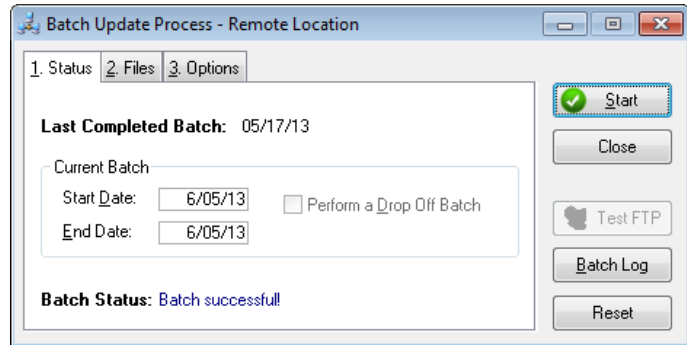 Batch Update Process - Remote Location
1. Status 2. Files 3. Options
Last Completed Batch: 05/17/13
Current Batch
Start Date: 6/05/13
Perform a Drop Off Batch
End Date: 6/05/13
Batch Status: Batch successful!
Start
Close
Test FTP
Batch Log
Reset